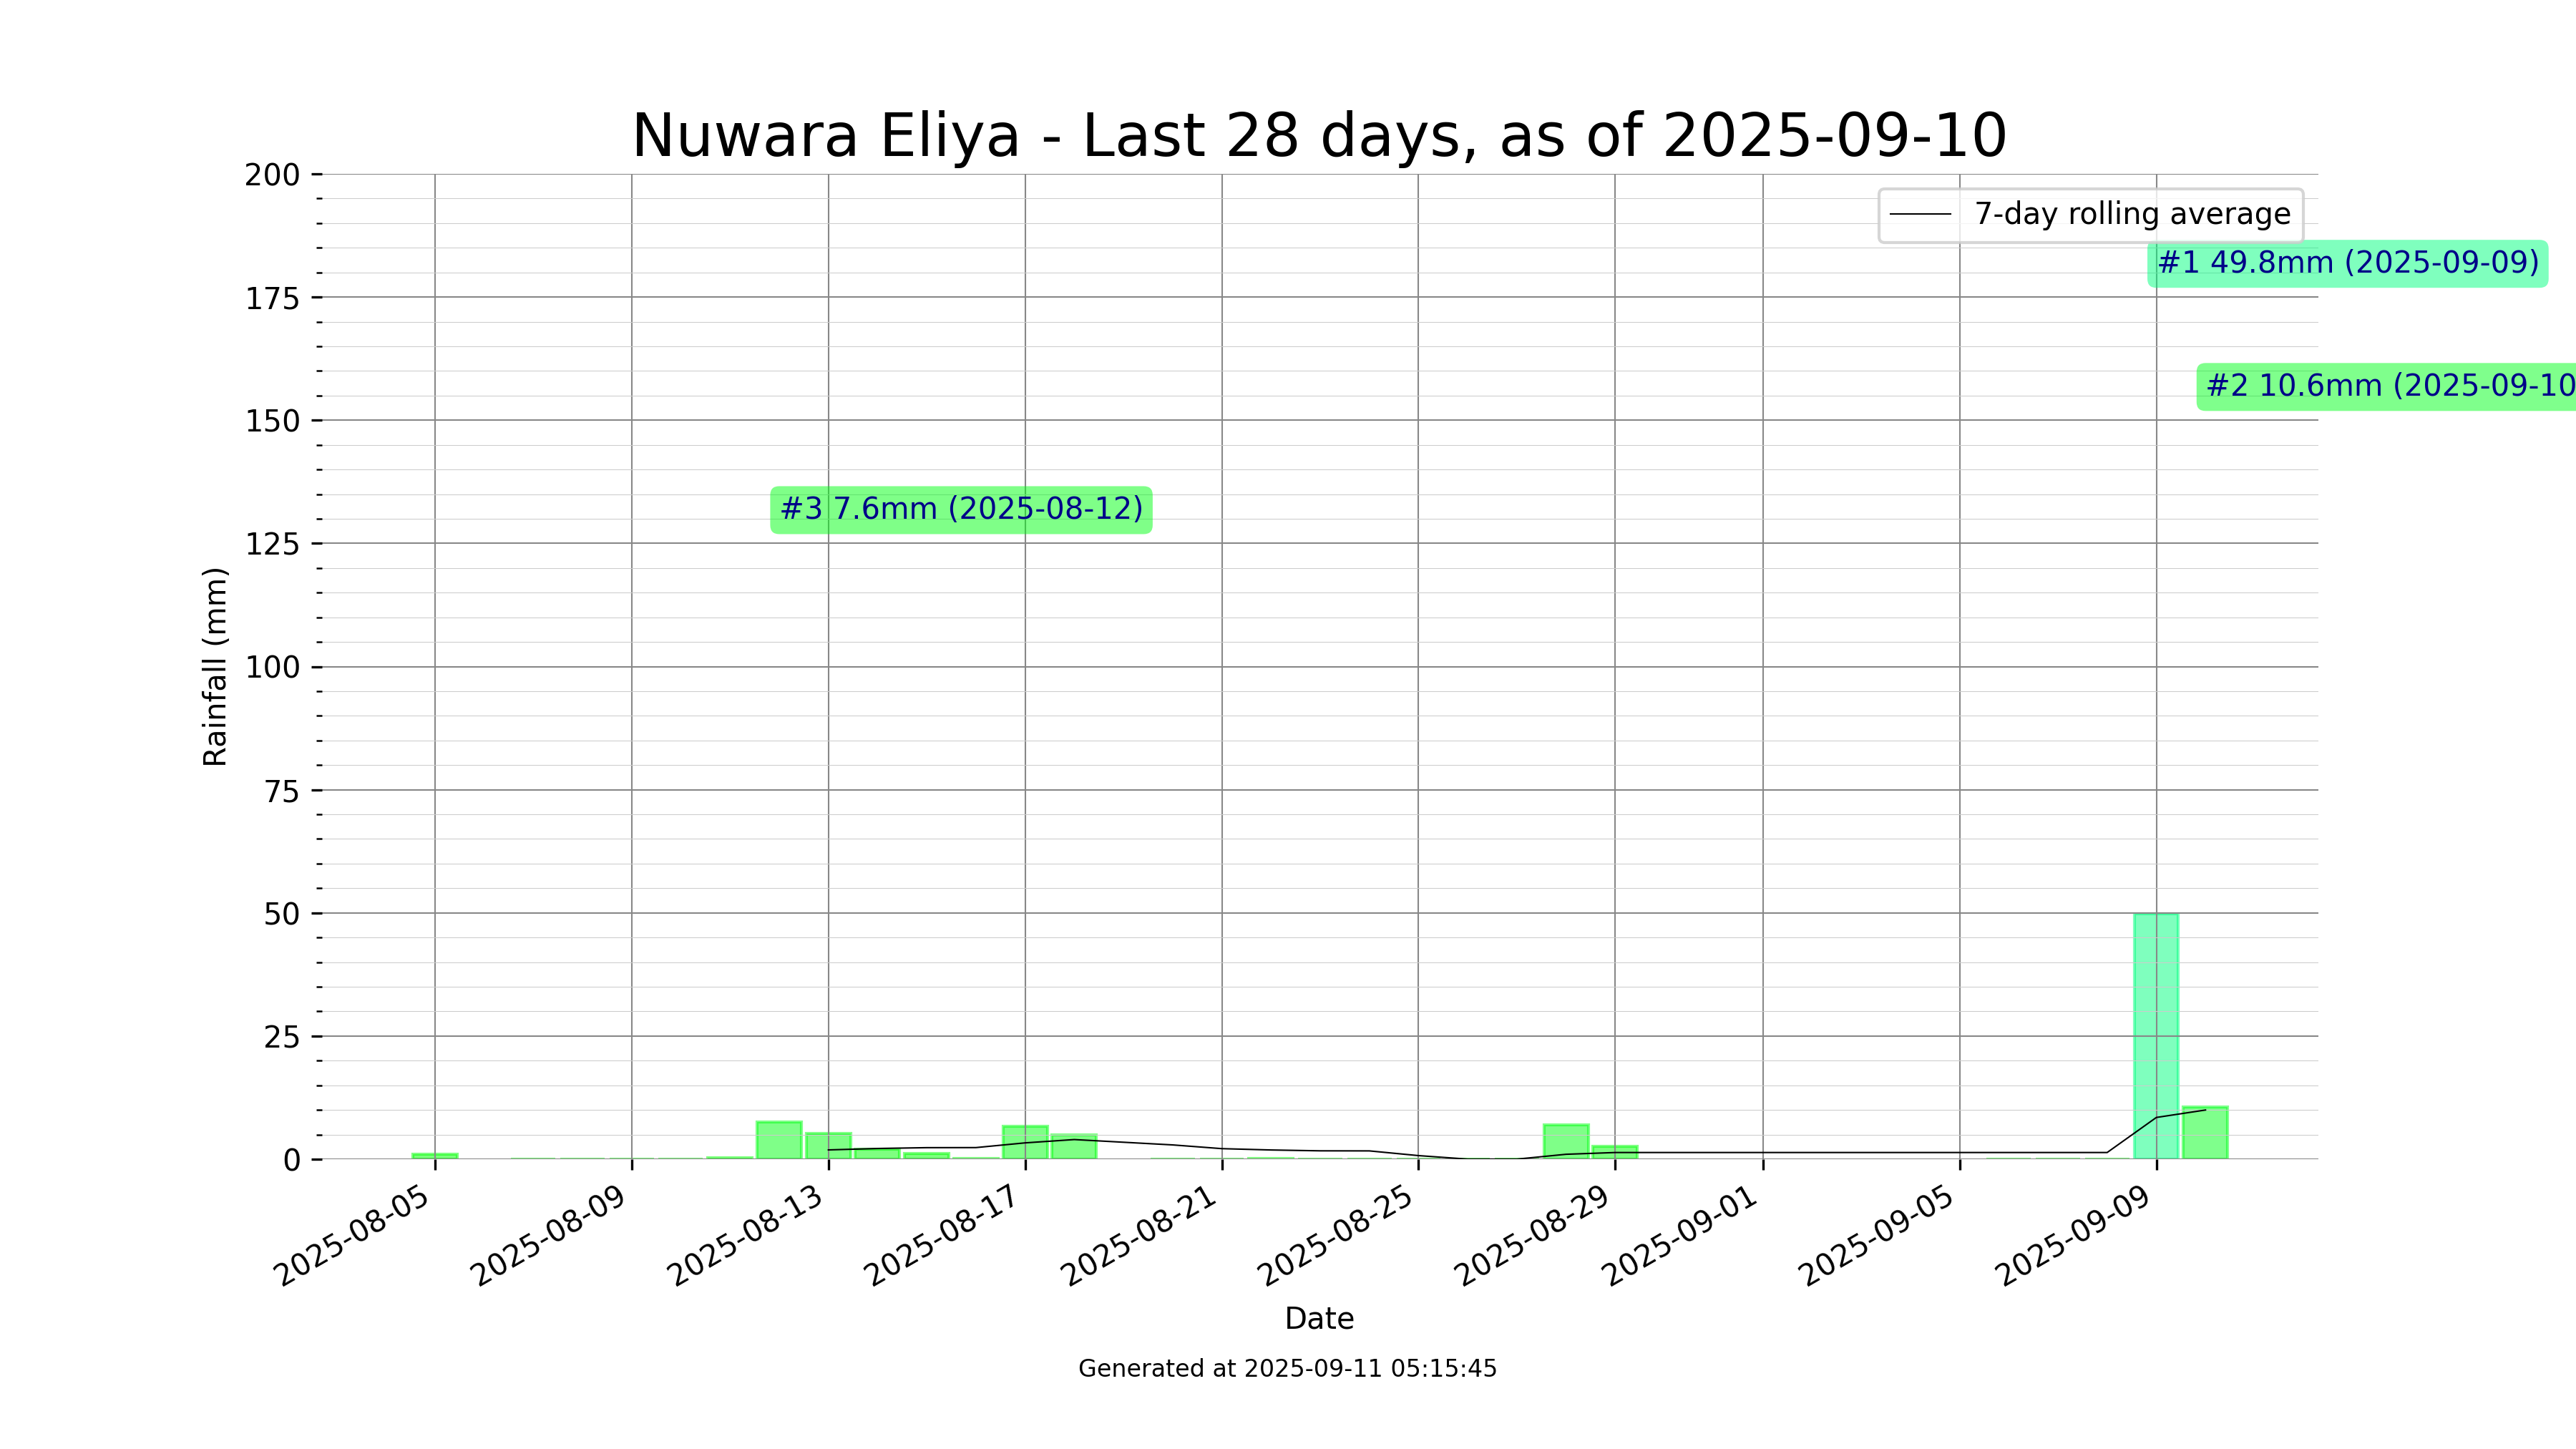 Nuwara Eliya - Last 28 days, as of 2025-09-10
7-day rolling average
#1 49.8mm (2025-09-09)
#2 10.6mm (2025-09-10
#3 7.6mm (2025-08-12)
Rainfall (mm)
200
175
150
125
100
75
50
25
0
2025-08-05
2025-08-09
2025-08-13
2025-08-17
2025-08-21
2025-08-25
2025-08-29
2025-09-01
2025-09-05
2025-09-09
Date
Generated at 2025-09-11 05:15:45